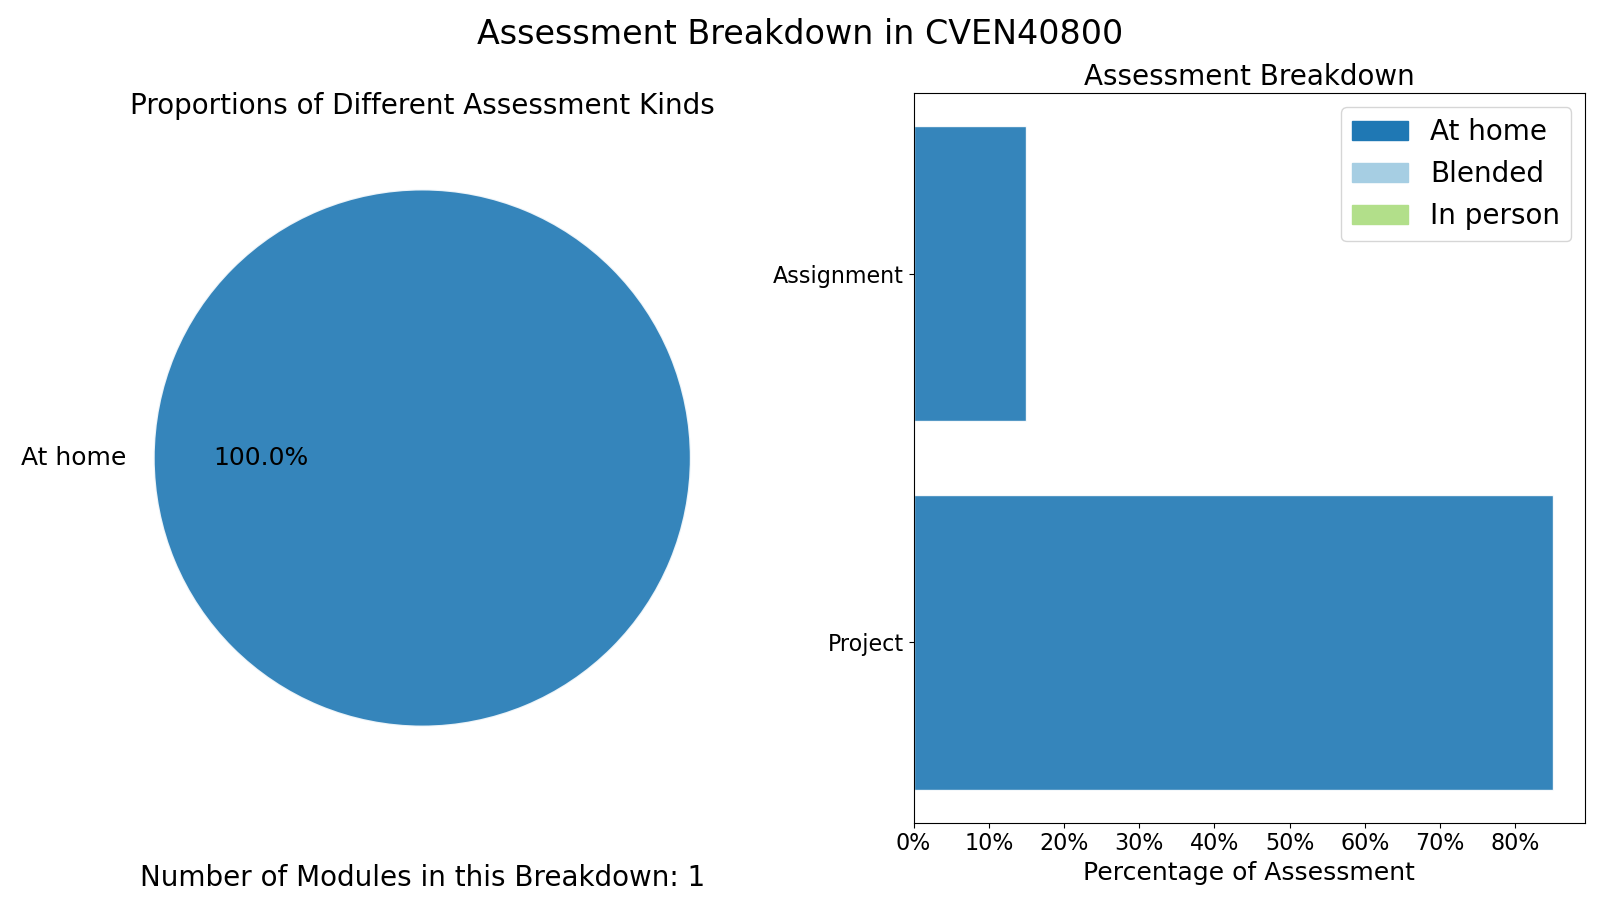 Assessment Breakdown in CVEN40800
Proportions of Different Assessment Kinds
At home
100.0%
Number of Modules in this Breakdown: 1
Assessment Breakdown
At home
Blended
In person
Assignment
Project
0% 10% 20% 30% 40% 50% 60% 70% 80%
Percentage of Assessment